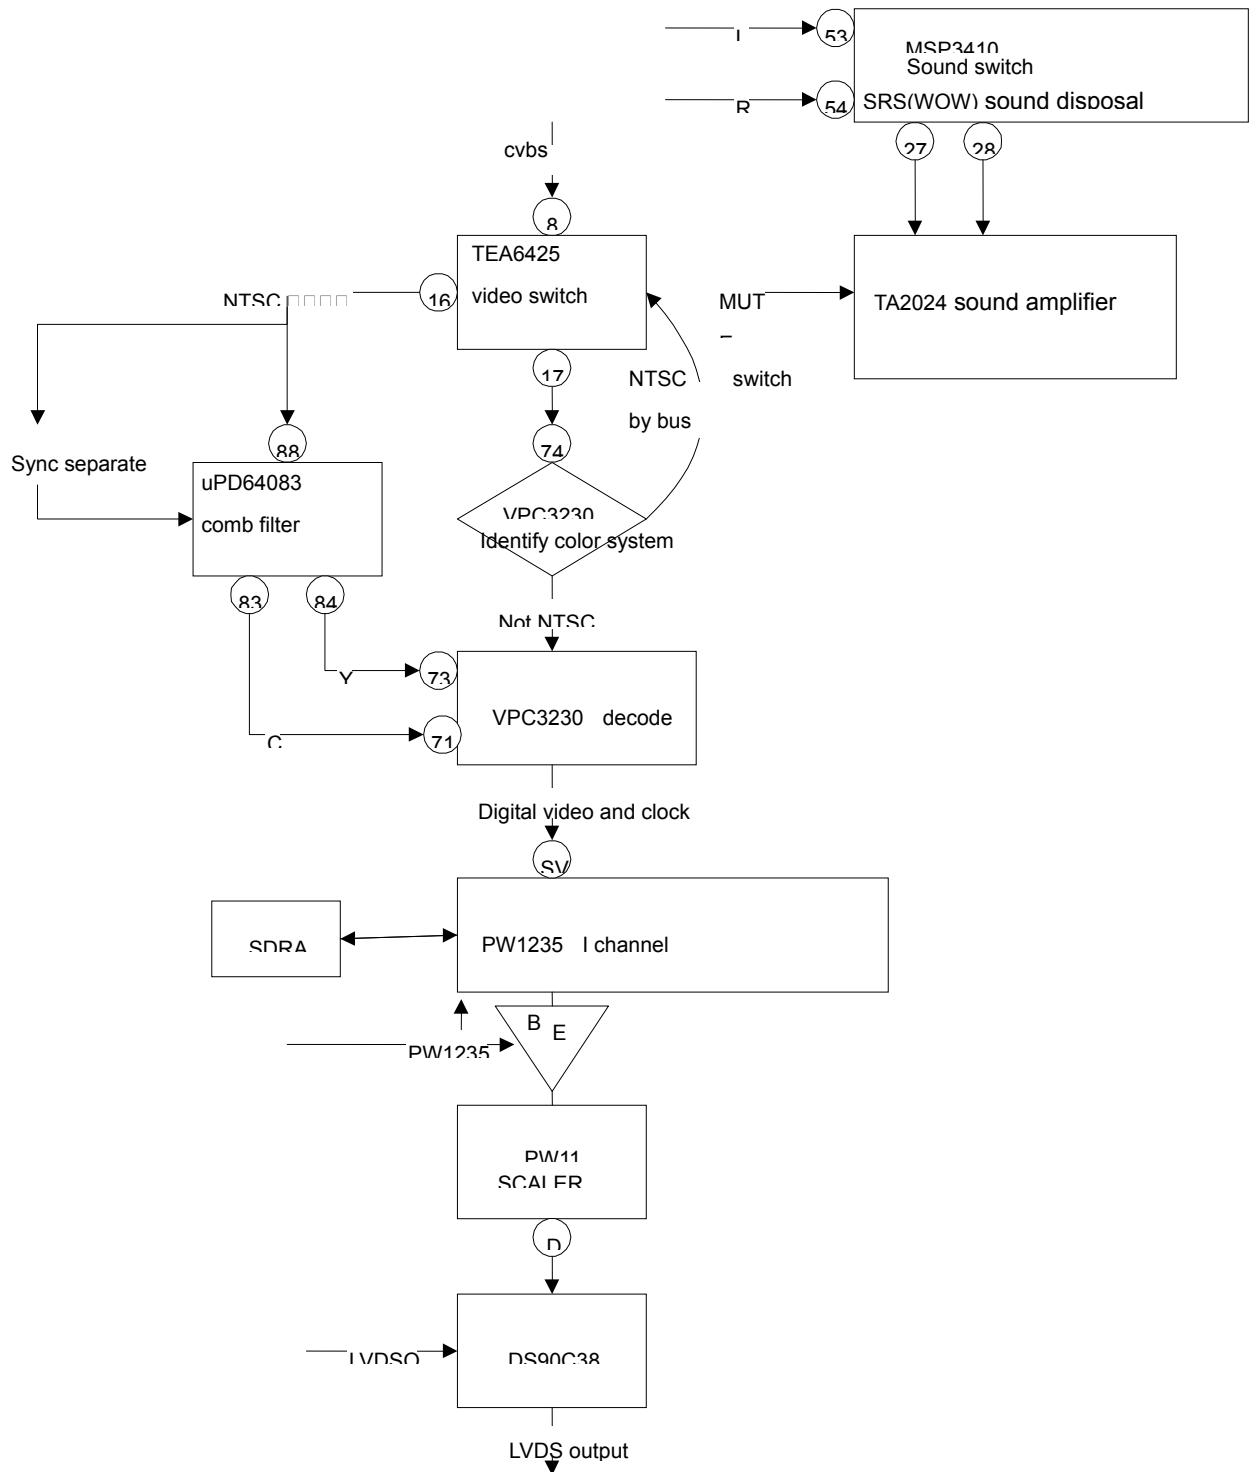 L
53
MSP3410
Sound switch
R
54
SRS(WOW) sound disposal
27
28
cvbs
8
TEA6425
NTSC
16
video switch
MUT
TA2024 sound amplifier
17
NTSC
switch
by bus
88
74
Sync separate
uPD64083
comb filter
VPC3230
Identify color system
83
84
Not NTSC
Y
73
VPC3230 decode
C
71
Digital video and clock
SV
SDRA
PW1235 I channel
B E
PW1235
PW11
SCALER
D
LVDSO
DS90C38
LVDS output